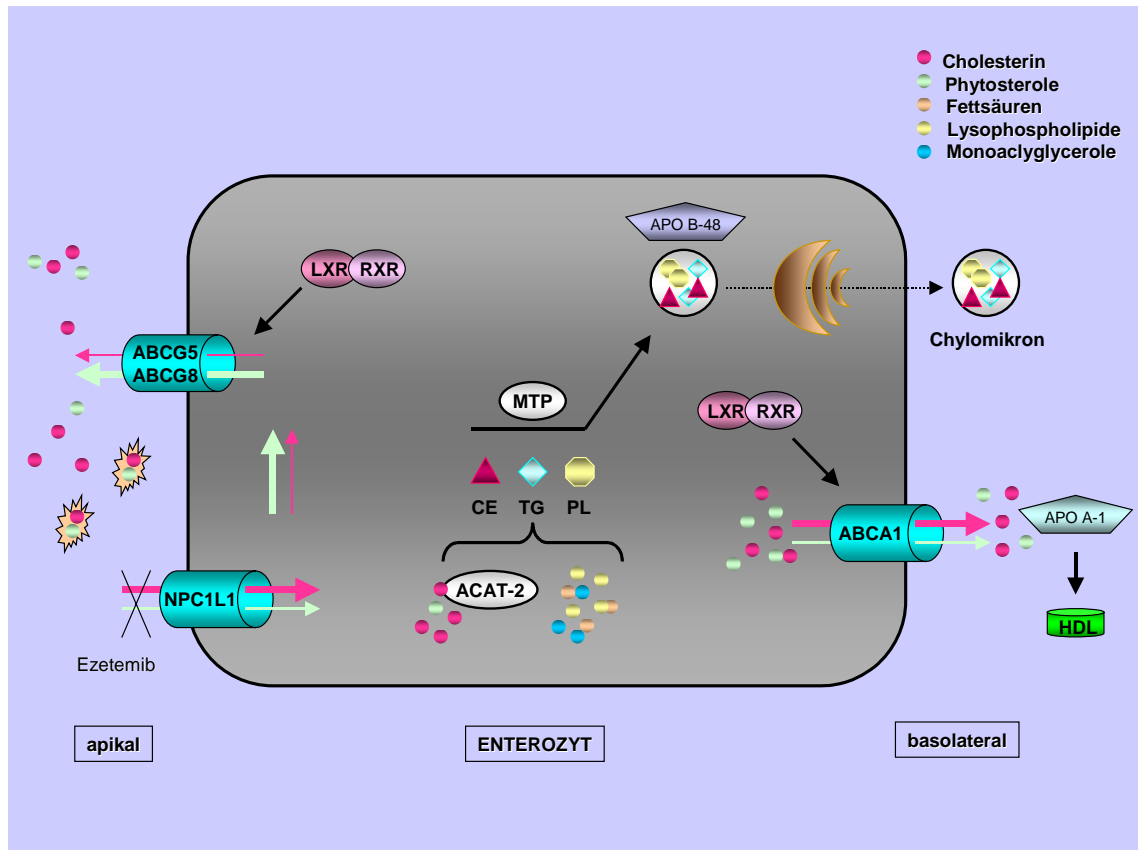 Cholesterin
Phytosterole
Fettsäuren
Lysophospholipide
Monoaclyglycerole
APO B-48
LXR RXR
Chylomikron
ABCG5
ABCG8
MTP
LXR RXR
CE TG PL
APO A-1
ABCA1
ACAT-2
NPC1L1
HDL
Ezetemib
apikal
ENTEROZYT
basolateral